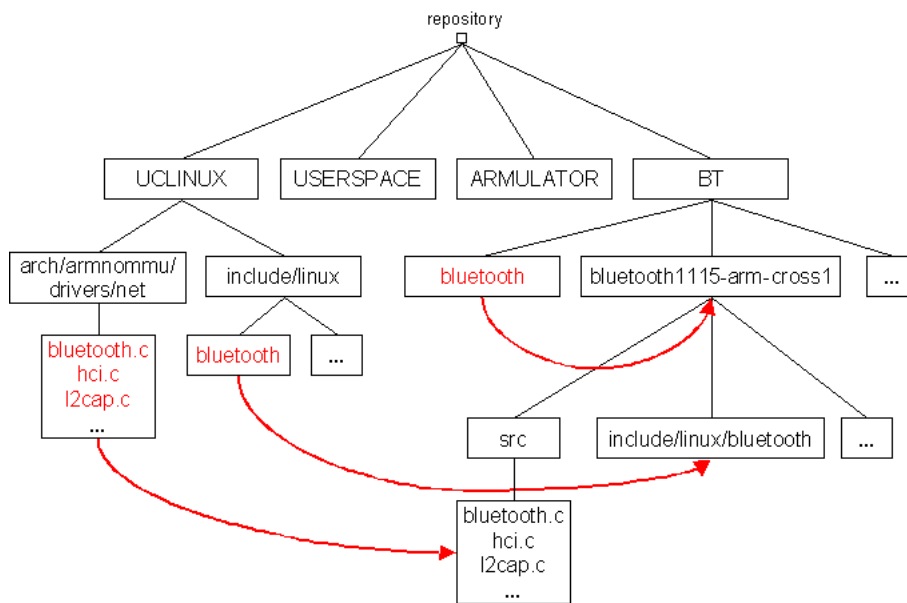 repository
UCLINUX
USERSPACE
ARMULATOR
BT
arch/armnommu/
drivers/net
include/linux
bluetooth
bluetooth1115-arm-cross1
...
bluetooth.c
hci.c
l2cap.c
...
bluetooth
...
src
include/linux/bluetooth
...
bluetooth.c
hci.c
l2cap.c
...